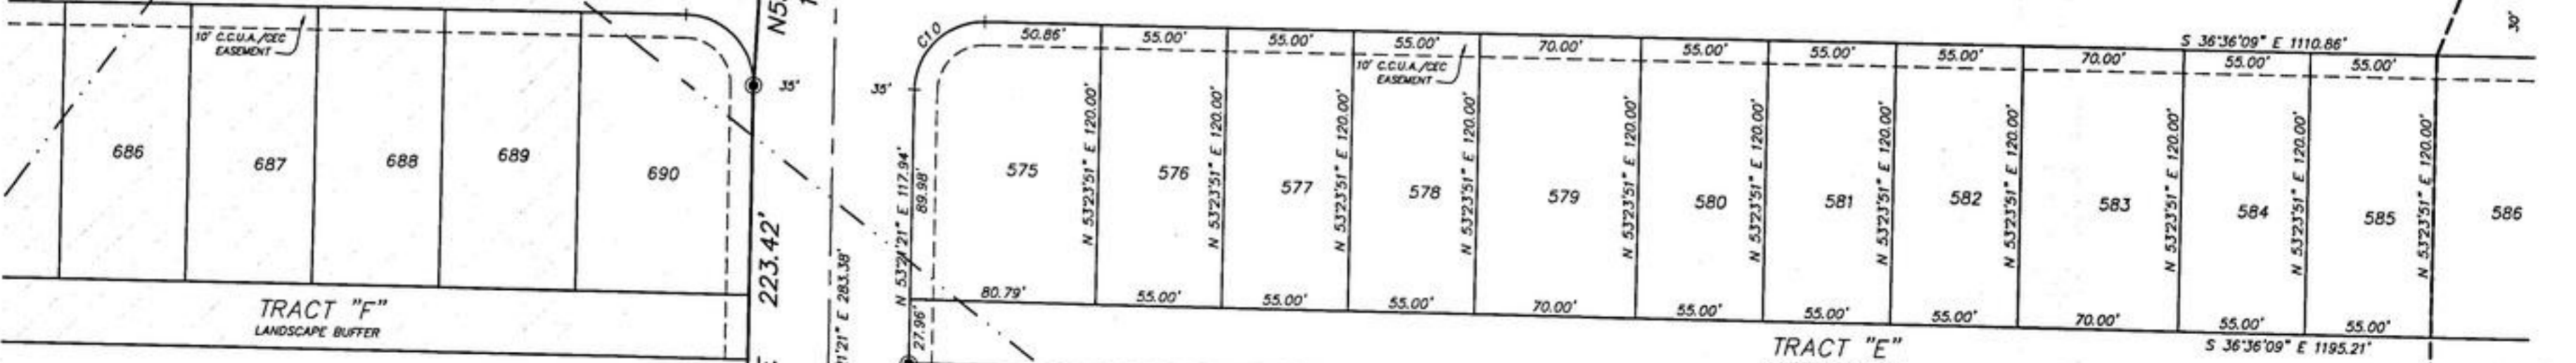 10' C.C.U.A./CEC
EASEMENT
686
687
688
689
690
TRACT "F"
LANDSCAPE BUFFER
35'
223.42'
35'
C10
N 53°21'21" E 117.94'
89.98'
27.96'
50.86'
55.00'
55.00'
55.00'
70.00'
55.00'
55.00'
55.00'
70.00'
S 36°36'09" E 1110.86'
55.00'
55.00'
30'
10' C.C.U.A./CEC
EASEMENT
575
N 53°23'51" E 120.00'
576
N 53°23'51" E 120.00'
577
N 53°23'51" E 120.00'
578
N 53°23'51" E 120.00'
579
N 53°23'51" E 120.00'
580
N 53°23'51" E 120.00'
581
N 53°23'51" E 120.00'
582
N 53°23'51" E 120.00'
583
N 53°23'51" E 120.00'
584
N 53°23'51" E 120.00'
585
N 53°23'51" E 120.00'
586
80.79'
55.00'
55.00'
55.00'
70.00'
55.00'
55.00'
55.00'
70.00'
55.00'
55.00'
TRACT "E"
S 36°36'09" E 1195.21'
E 283.38'